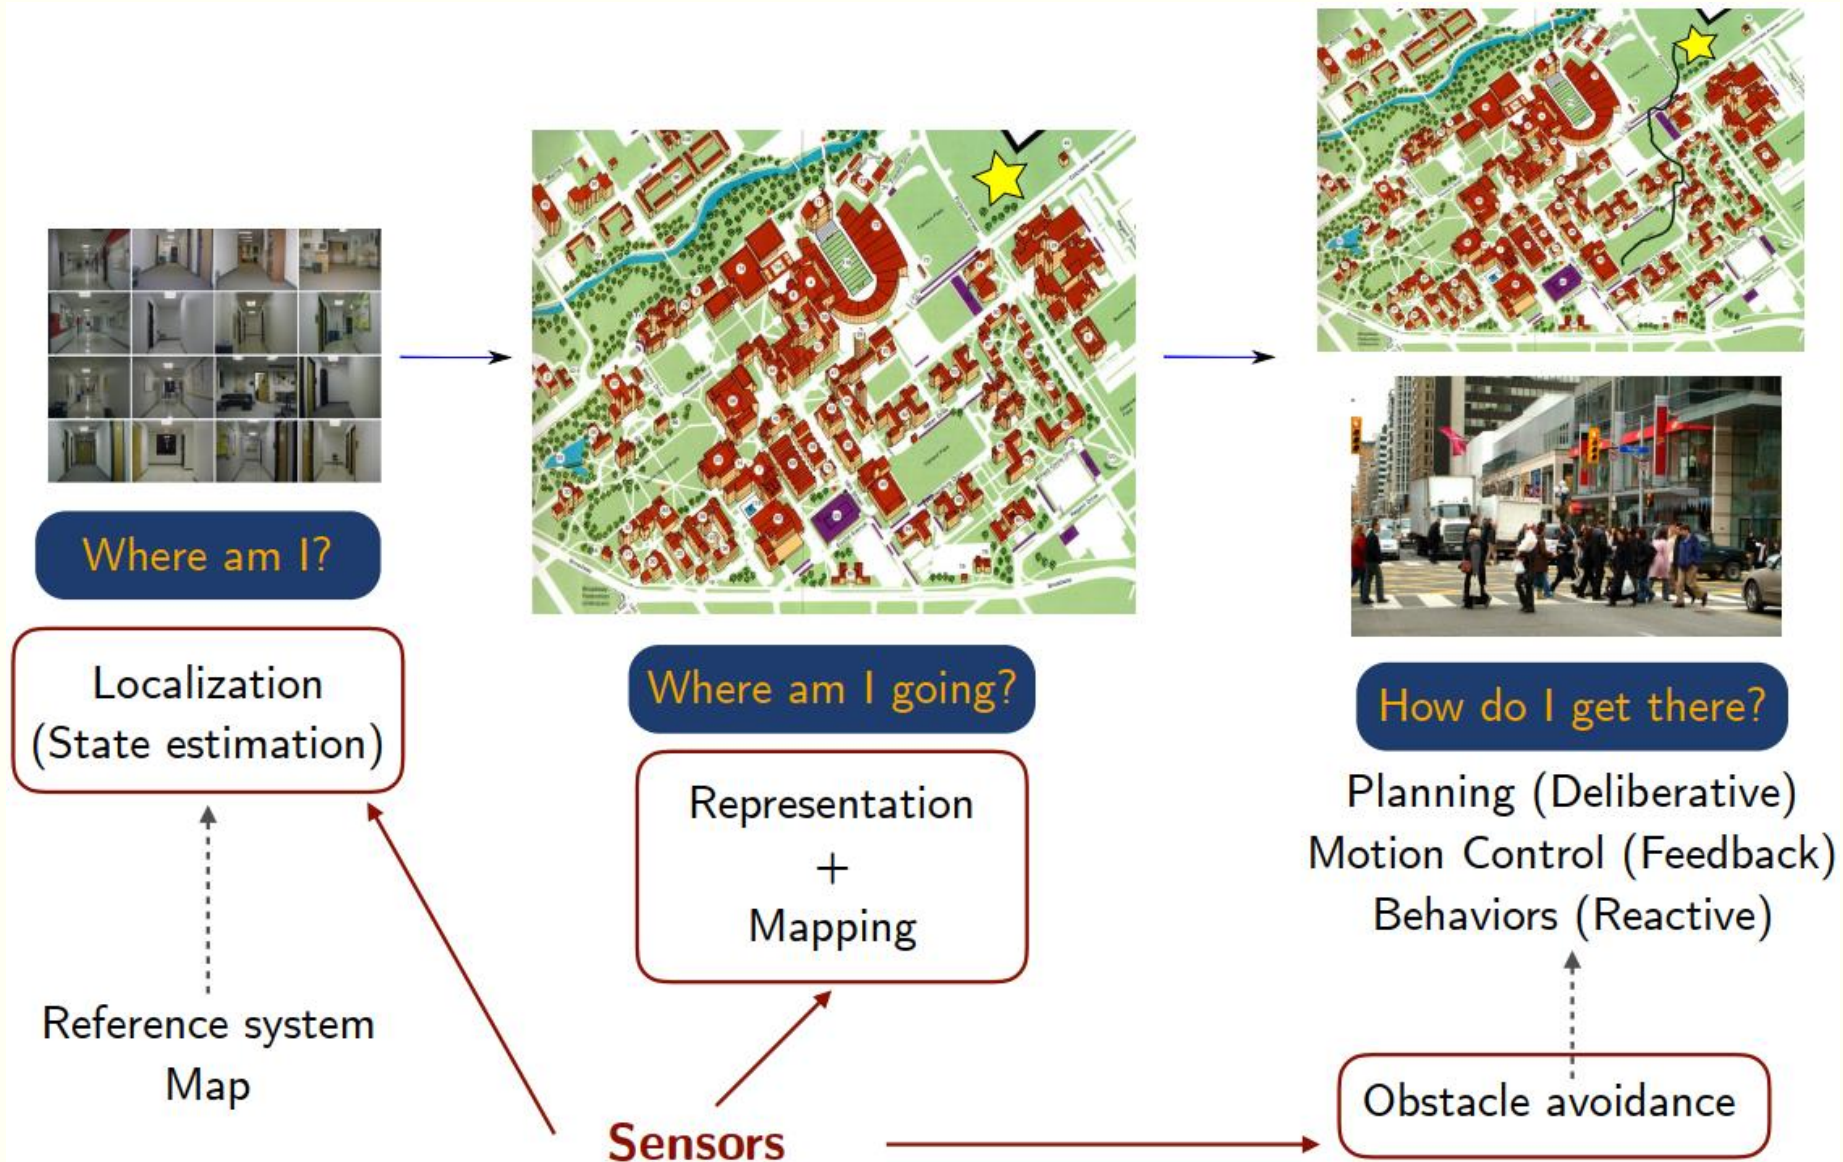 Where am I?
Localization
(State estimation)
Reference system
Map
Where am I going?
Representation
+
Mapping
Sensors
How do I get there?
Planning (Deliberative)
Motion Control (Feedback)
Behaviors (Reactive)
Obstacle avoidance